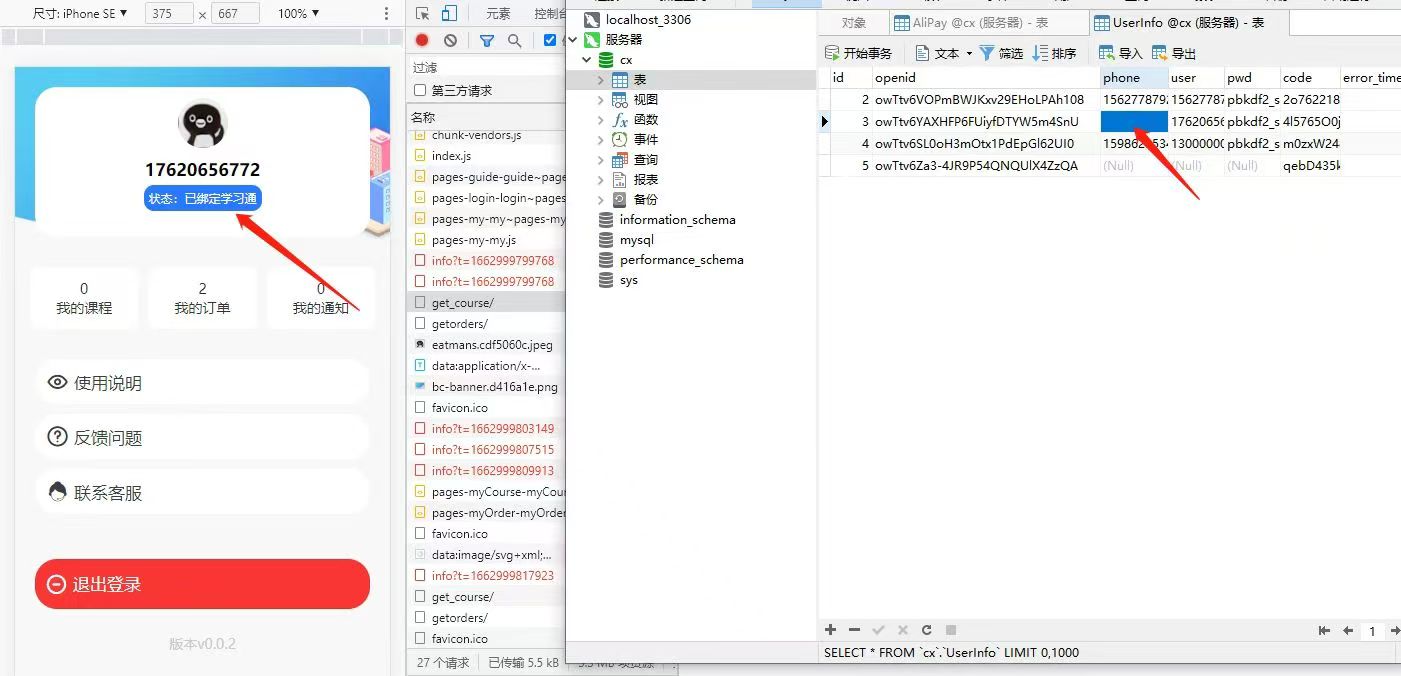 尺寸: iPhone SE ▼ 375 x 667 100% ▼
17620656772
状态：已绑定学习通
0 2 0
我的课程 我的订单 我的通知
使用说明
反馈问题
联系客服
退出登录
版本v0.0.2
元素 控制台
过滤
第三方请求
名称
chunk-vendors.js
index.js
pages-guide-guide~page
pages-login-login~pages
pages-my-my~pages-my
pages-my-my.js
info?t=1662999799768
info?t=1662999799768
get_course/
getorders/
eatmans.cdf5060c.jpeg
data:application/x-...
bc-banner.d416a1e.png
favicon.ico
info?t=1662999803149
info?t=1662999807515
info?t=1662999809913
pages-myCourse-myCour
pages-myOrder-myOrder
favicon.ico
data:image/svg+xml;...
info?t=1662999817923
get_course/
getorders/
favicon.ico
27 个请求 已传输 5.5 kB
localhost_3306
服务器
cx
表
视图
函数
事件
查询
报表
备份
information_schema
mysql
performance_schema
sys
对象 AliPay @cx (服务器) - 表 UserInfo @cx (服务器) - 表
开始事务 文本 筛选 排序 导入 导出
id openid phone user pwd code error_time
2 owTtv6VOPmBWJKxv29EHoLPAh108 156277879 1562778 pbkdf2_s 2o762218
3 owTtv6YAXHFP6FUiyfDTYW5m4SnU 1762065 pbkdf2_s 4l5765O0j
4 owTtv6SL0oH3mOtx1PdEpGl62UI0 1300000 pbkdf2_s m0zxW24
5 owTtv6Za3-4JR9P54QNQUlX4ZzQA (Null) (Null) (Null) qebD435k
1
SELECT * FROM `cx`.`UserInfo` LIMIT 0,1000